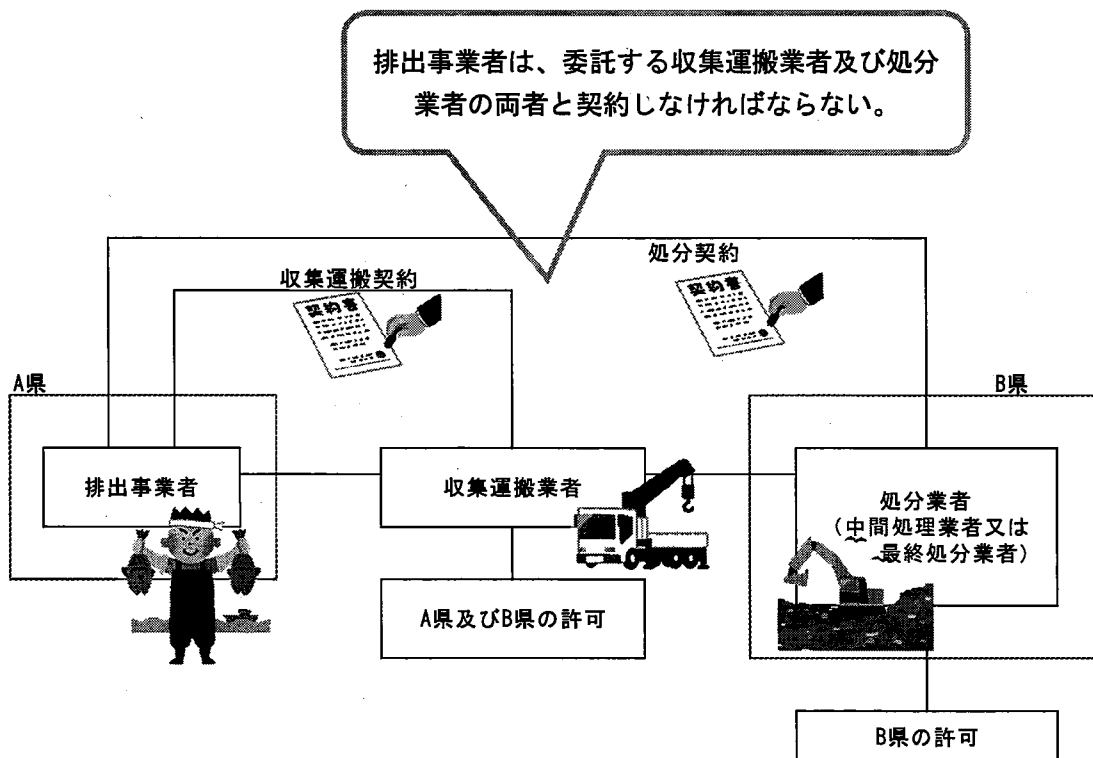 排出事業者は、委託する収集運搬業者及び処分
業者の両者と契約しなければならない。
処分契約
収集運搬契約
契約書
契約書
A県
B県
排出事業者
収集運搬業者
処分業者
（中間処理業者又は
最終処分業者）
A県及びB県の許可
B県の許可